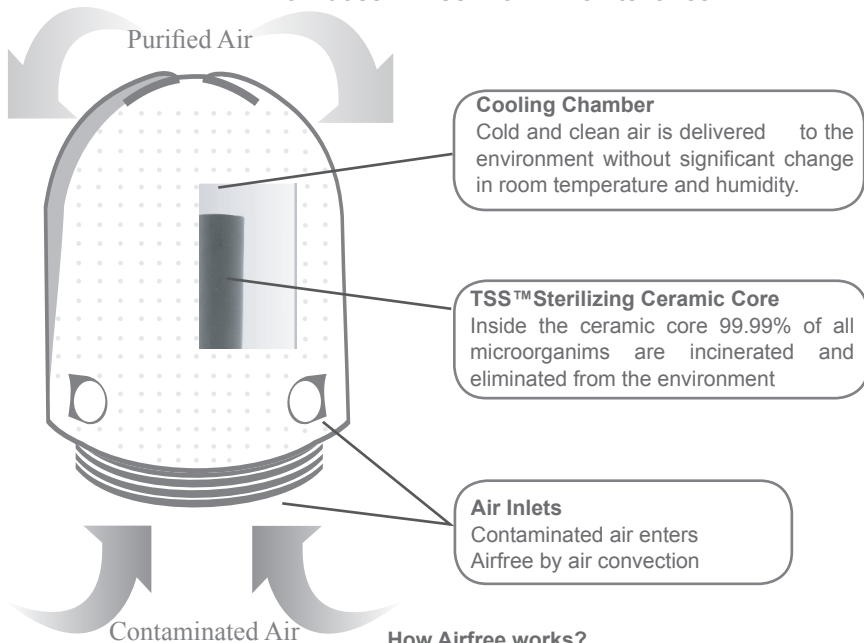 Purified Air
Cooling Chamber
Cold and clean air is delivered to the
environment without significant change
in room temperature and humidity.
TSS™Sterilizing Ceramic Core
Inside the ceramic core 99.99% of all
microorganims are incinerated and
eliminated from the environment
Air Inlets
Contaminated air enters
Airfree by air convection
Contaminated Air
How Airfree works?